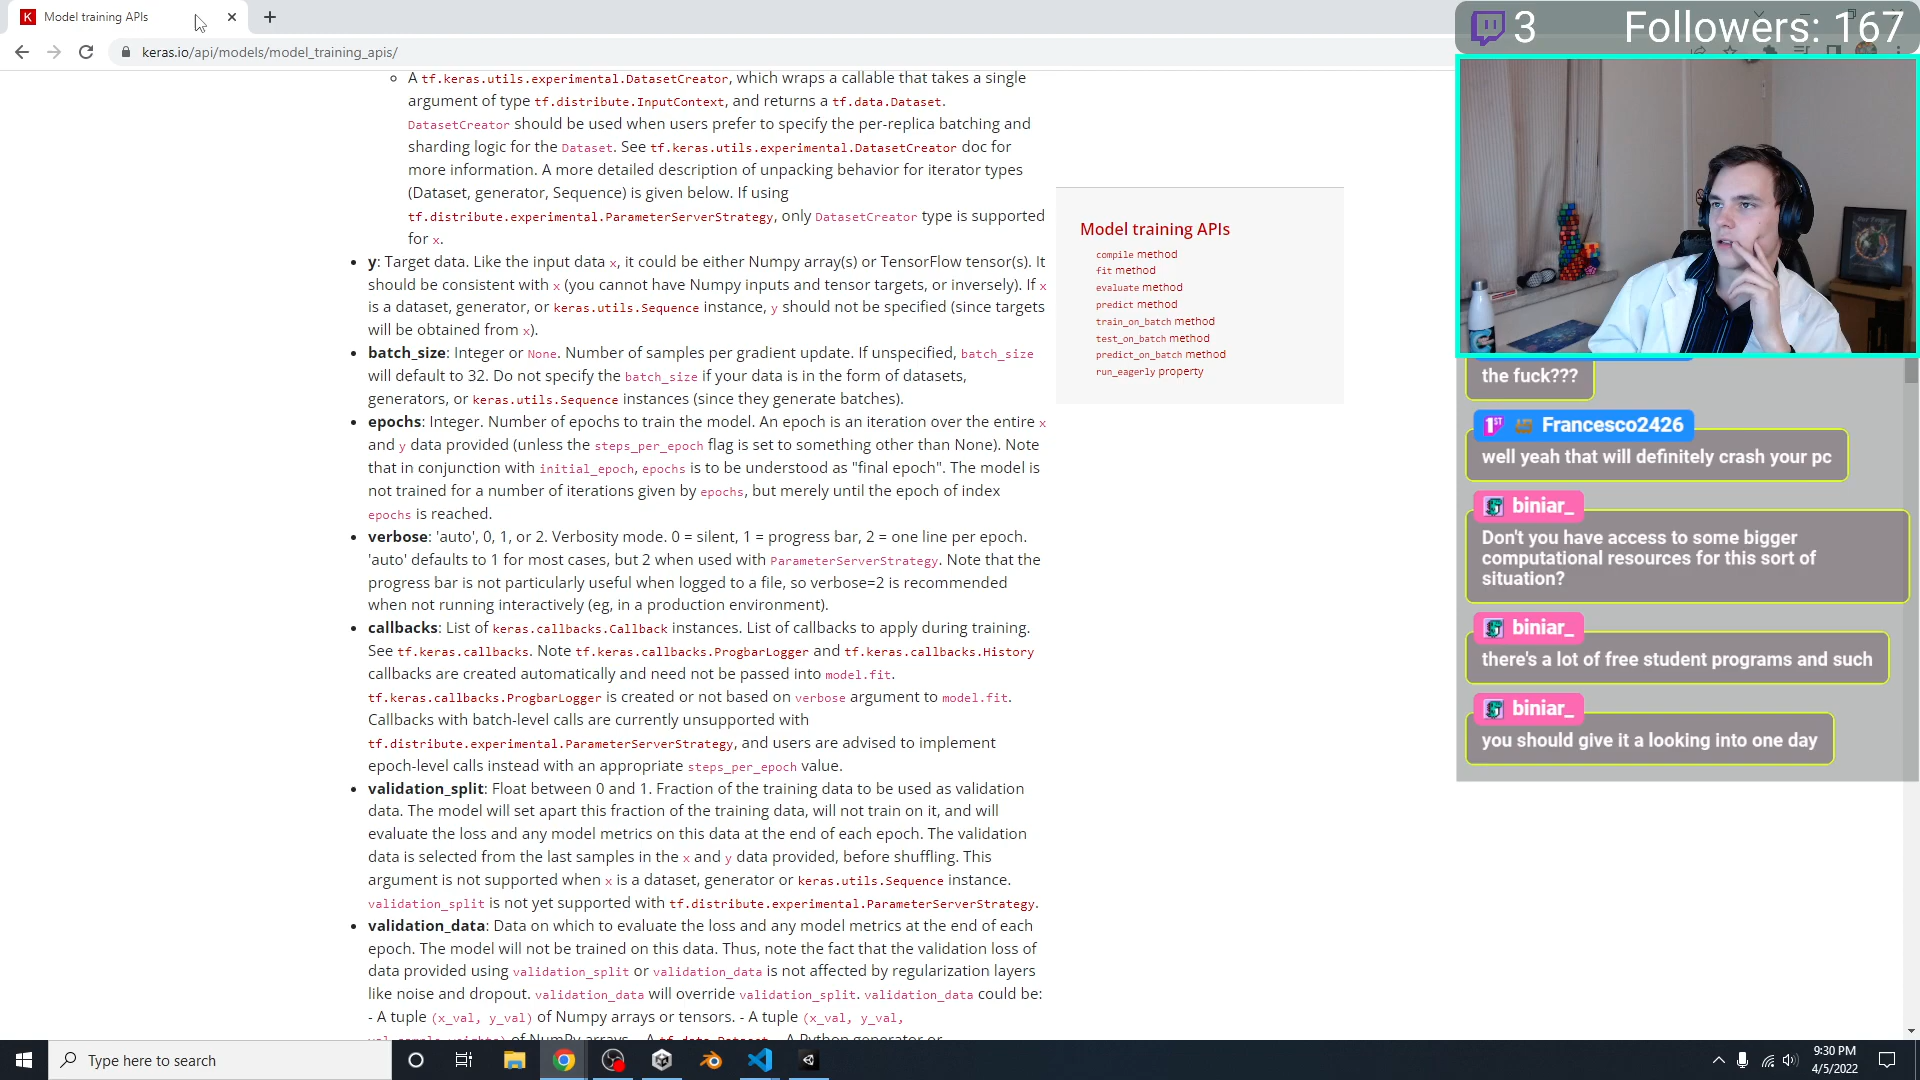 Model training APIs
keras.io/api/models/model_training_apis/
3 Followers: 167
A tf.keras.utils.experimental.DatasetCreator, which wraps a callable that takes a single
argument of type tf.distribute.InputContext, and returns a tf.data.Dataset.
DatasetCreator should be used when users prefer to specify the per-replica batching and
sharding logic for the Dataset. See tf.keras.utils.experimental.DatasetCreator doc for
more information. A more detailed description of unpacking behavior for iterator types
(Dataset, generator, Sequence) is given below. If using
tf.distribute.experimental.ParameterServerStrategy, only DatasetCreator type is supported
for x.
y: Target data. Like the input data x, it could be either Numpy array(s) or TensorFlow tensor(s). It
should be consistent with x (you cannot have Numpy inputs and tensor targets, or inversely). If x
is a dataset, generator, or keras.utils.Sequence instance, y should not be specified (since targets
will be obtained from x).
batch_size: Integer or None. Number of samples per gradient update. If unspecified, batch_size
will default to 32. Do not specify the batch_size if your data is in the form of datasets,
generators, or keras.utils.Sequence instances (since they generate batches).
epochs: Integer. Number of epochs to train the model. An epoch is an iteration over the entire x
and y data provided (unless the steps_per_epoch flag is set to something other than None). Note
that in conjunction with initial_epoch, epochs is to be understood as "final epoch". The model is
not trained for a number of iterations given by epochs, but merely until the epoch of index
epochs is reached.
verbose: 'auto', 0, 1, or 2. Verbosity mode. 0 = silent, 1 = progress bar, 2 = one line per epoch.
'auto' defaults to 1 for most cases, but 2 when used with ParameterServerStrategy. Note that the
progress bar is not particularly useful when logged to a file, so verbose=2 is recommended
when not running interactively (eg, in a production environment).
callbacks: List of keras.callbacks.Callback instances. List of callbacks to apply during training.
See tf.keras.callbacks. Note tf.keras.callbacks.ProgbarLogger and tf.keras.callbacks.History
callbacks are created automatically and need not be passed into model.fit.
tf.keras.callbacks.ProgbarLogger is created or not based on verbose argument to model.fit.
Callbacks with batch-level calls are currently unsupported with
tf.distribute.experimental.ParameterServerStrategy, and users are advised to implement
epoch-level calls instead with an appropriate steps_per_epoch value.
validation_split: Float between 0 and 1. Fraction of the training data to be used as validation
data. The model will set apart this fraction of the training data, will not train on it, and will
evaluate the loss and any model metrics on this data at the end of each epoch. The validation
data is selected from the last samples in the x and y data provided, before shuffling. This
argument is not supported when x is a dataset, generator or keras.utils.Sequence instance.
validation_split is not yet supported with tf.distribute.experimental.ParameterServerStrategy.
validation_data: Data on which to evaluate the loss and any model metrics at the end of each
epoch. The model will not be trained on this data. Thus, note the fact that the validation loss of
data provided using validation_split or validation_data is not affected by regularization layers
like noise and dropout. validation_data will override validation_split. validation_data could be:
- A tuple (x_val, y_val) of Numpy arrays or tensors. - A tuple (x_val, y_val,
val_sample_weights) of NumPy arrays. - A tf.data.Dataset. - A Python generator or
Model training APIs
compile method
fit method
evaluate method
predict method
train_on_batch method
test_on_batch method
predict_on_batch method
run_eagerly property
the fuck???
1ST Francesco2426
well yeah that will definitely crash your pc
biniar_
Don't you have access to some bigger
computational resources for this sort of
situation?
biniar_
there's a lot of free student programs and such
biniar_
you should give it a looking into one day
Type here to search
9:30 PM
4/5/2022